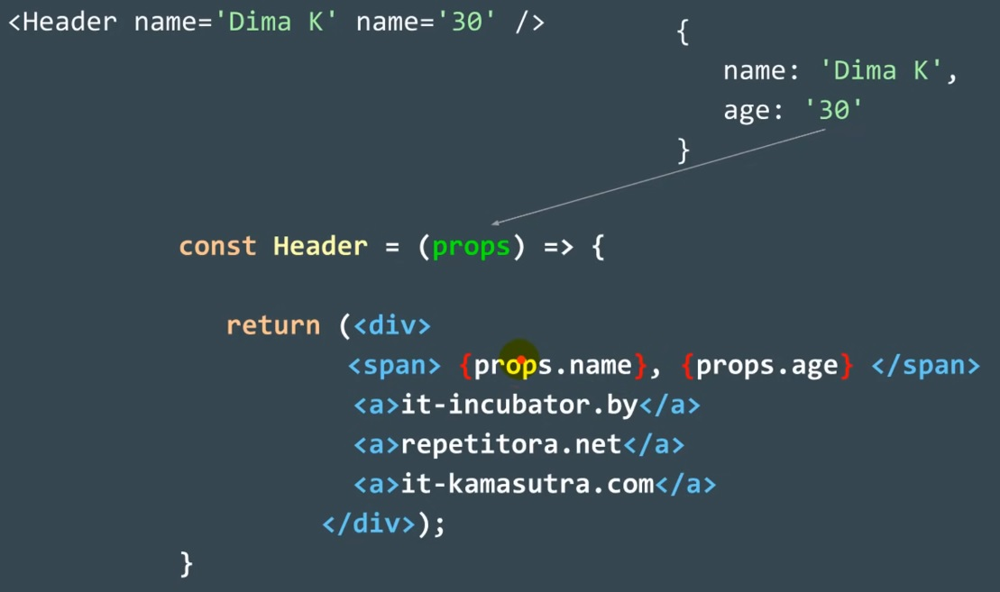 <Header name='Dima K' name='30' />
{
name: 'Dima K',
age: '30'
}
const Header = (props) => {
return (<div>
<span> {props.name}, {props.age} </span>
<a>it-incubator.by</a>
<a>repetitora.net</a>
<a>it-kamasutra.com</a>
</div>);
}